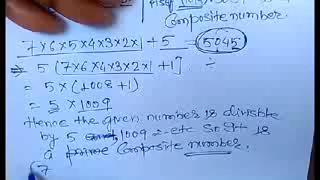 Composite number.
7×6×5×4×3×2×1 + 5 = 5045
= 5 [7×6×4×3×2×1 + 1] ÷
= 5 × (1008 + 1)
= 5 × 1009
Hence the given number is divisible
by 5 1009 etc So it is
a prime Composite number.
(7